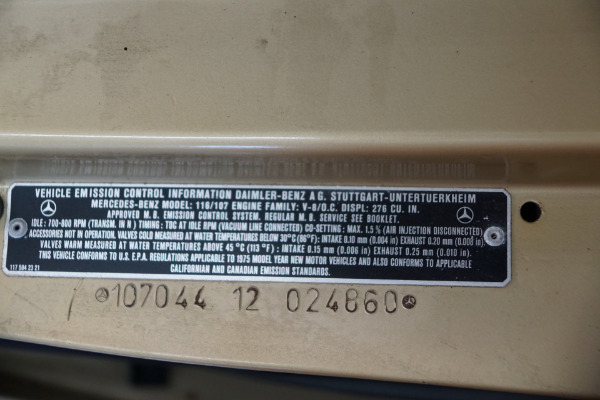 VEHICLE EMISSION CONTROL INFORMATION DAIMLER-BENZ A G. STUTTGART-UNTERTUERKHEIM
MERCEDES-BENZ MODEL: 116/107 ENGINE FAMILY: V-8/O.C. DISPL: 276 CU. IN.
APPROVED M. B. EMISSION CONTROL SYSTEM. REGULAR M. B. SERVICE SEE BOOKLET.
IDLE: 700-800 RPM (TRANSM. IN N) TIMING: TDC AT IDLE RPM (VACUUM LINE CONNECTED) CO-SETTING: MAX. 1.5 % (AIR INJECTION DISCONNECTED)
ACCESSORIES NOT IN OPERATION. VALVES COLD MEASURED AT WATER TEMPERATURES BELOW 30°C (86°F): INTAKE 0.10 mm (0.004 in) EXHAUST 0.20 mm (0.008 in)
VALVES WARM MEASURED AT WATER TEMPERATURES ABOVE 45 °C (113 °F): INTAKE 0.15 mm (0.006 in) EXHAUST 0.25 mm (0.010 in).
THIS VEHICLE CONFORMS TO U.S. E.P.A. REGULATIONS APPLICABLE TO 1975 MODEL YEAR NEW MOTOR VEHICLES AND ALSO CONFORMS TO APPLICABLE
CALIFORNIAN AND CANADIAN EMISSION STANDARDS.
117 584 23 21
107044 12 024860